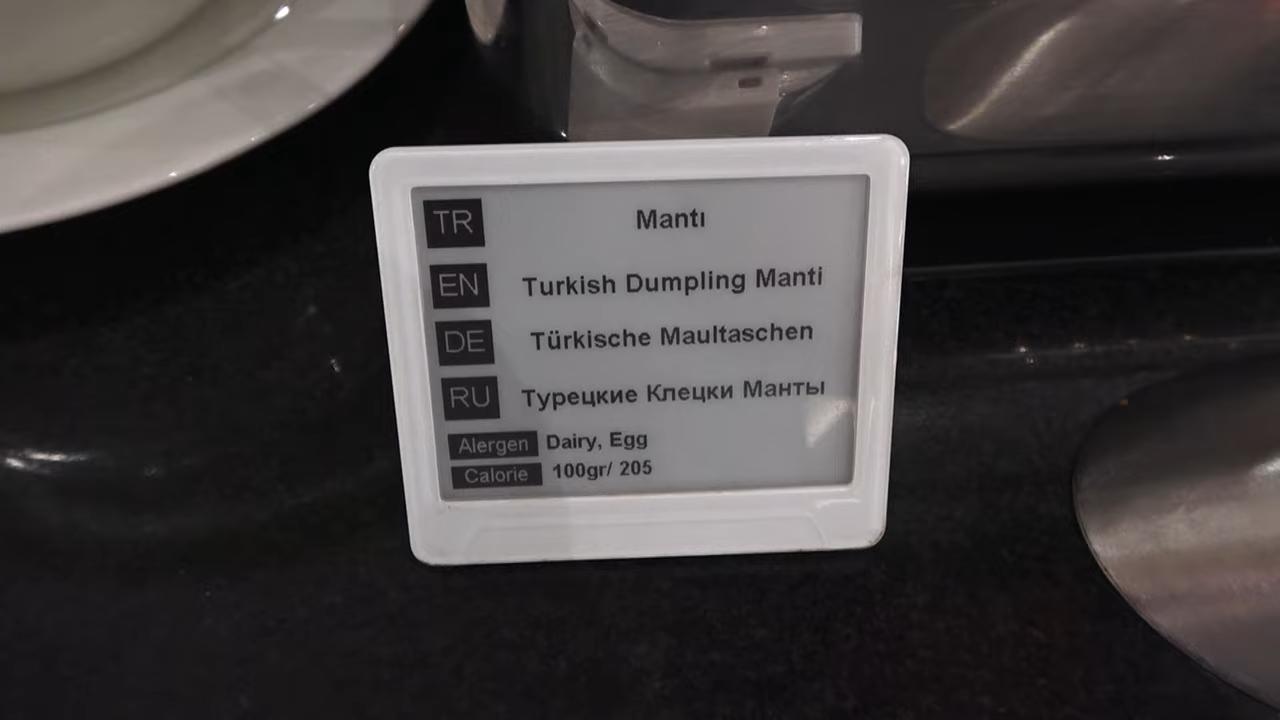 TR Mantı
EN Turkish Dumpling Manti
DE Türkische Maultaschen
RU Турецкие Клецки Манты
Alergen Dairy, Egg
Calorie 100gr/ 205